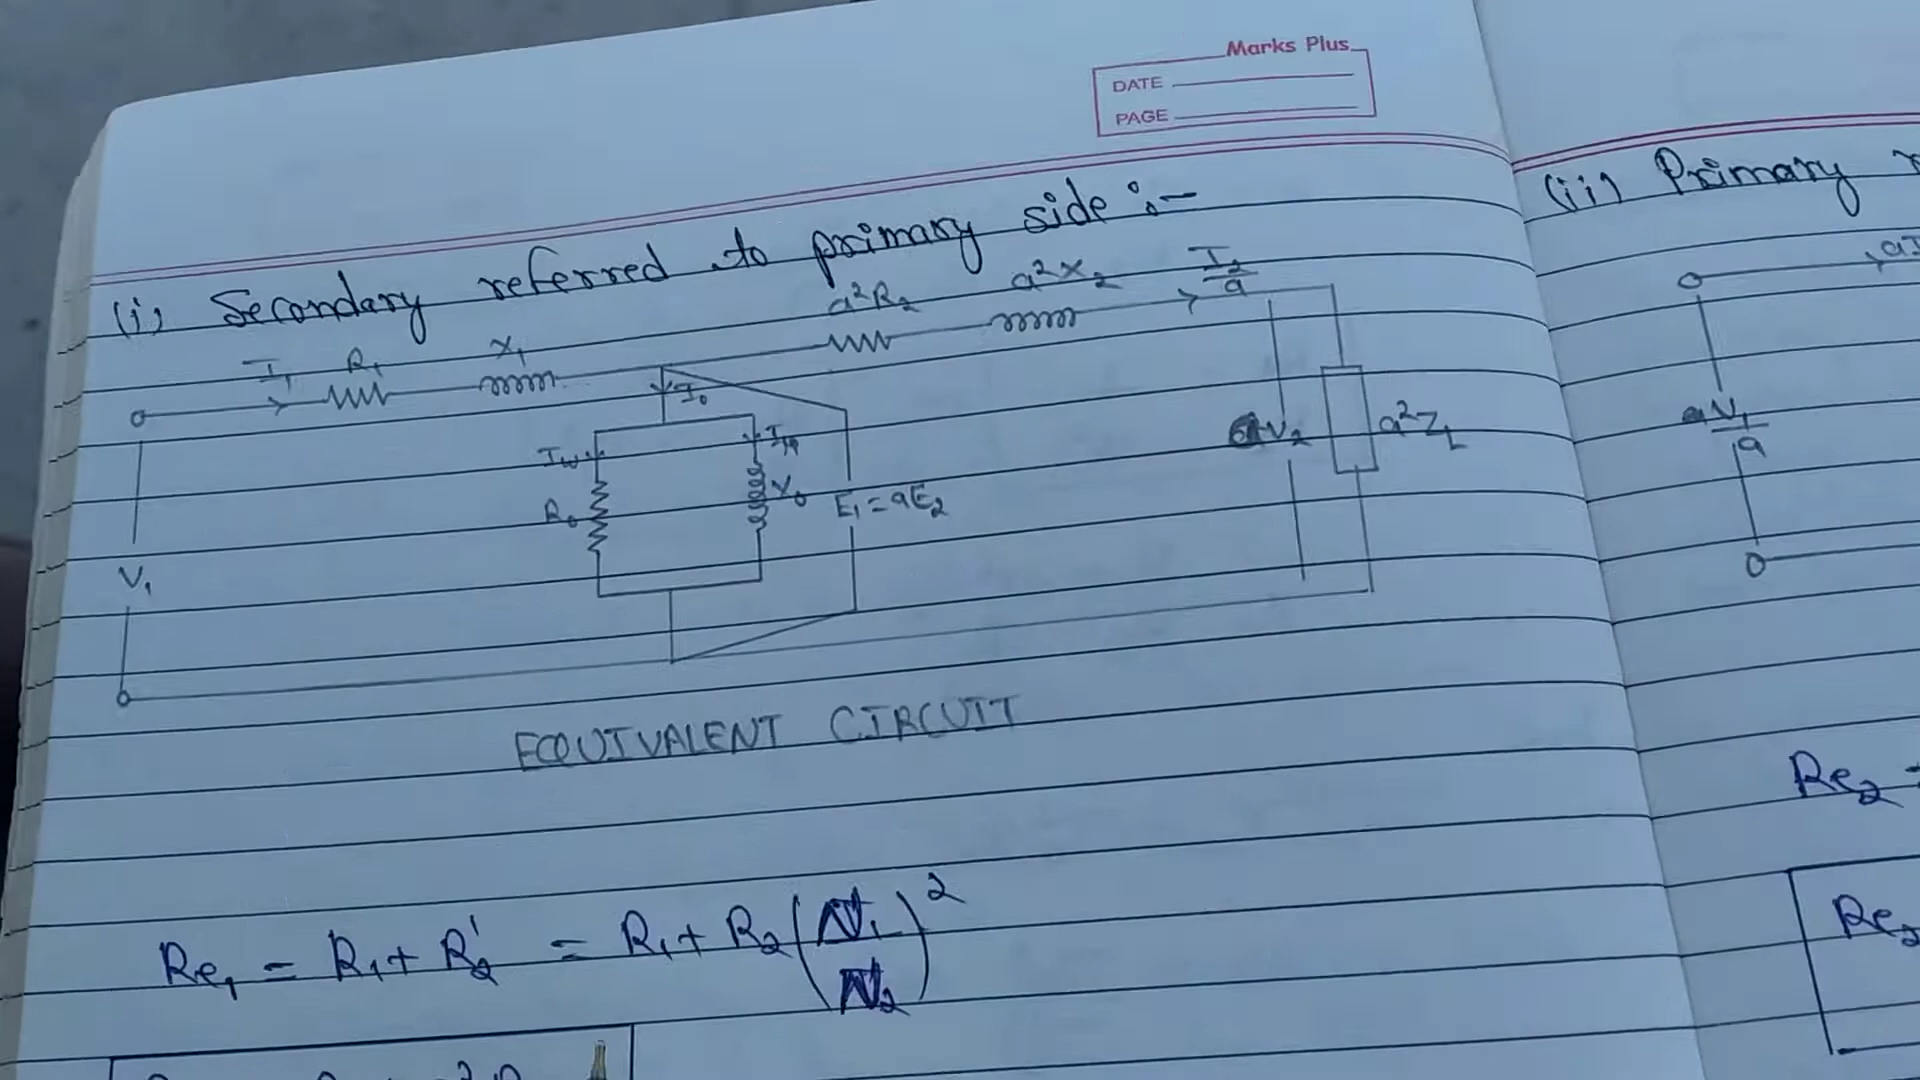 Marks Plus
DATE
PAGE
(i) Secondary referred to primary side :-
I₁ R₁ X₁ a²R₂ a²X₂ I₂/a
I₀
Iw
R₀ X₀ E₁ = aE₂
V₂ a²Z_L
V₁
EQUIVALENT CIRCUIT
Re₁ = R₁ + R₂' = R₁ + R₂ (N₁/N₂)²
(ii) Primary
V₁/a
Re₂
Re₂